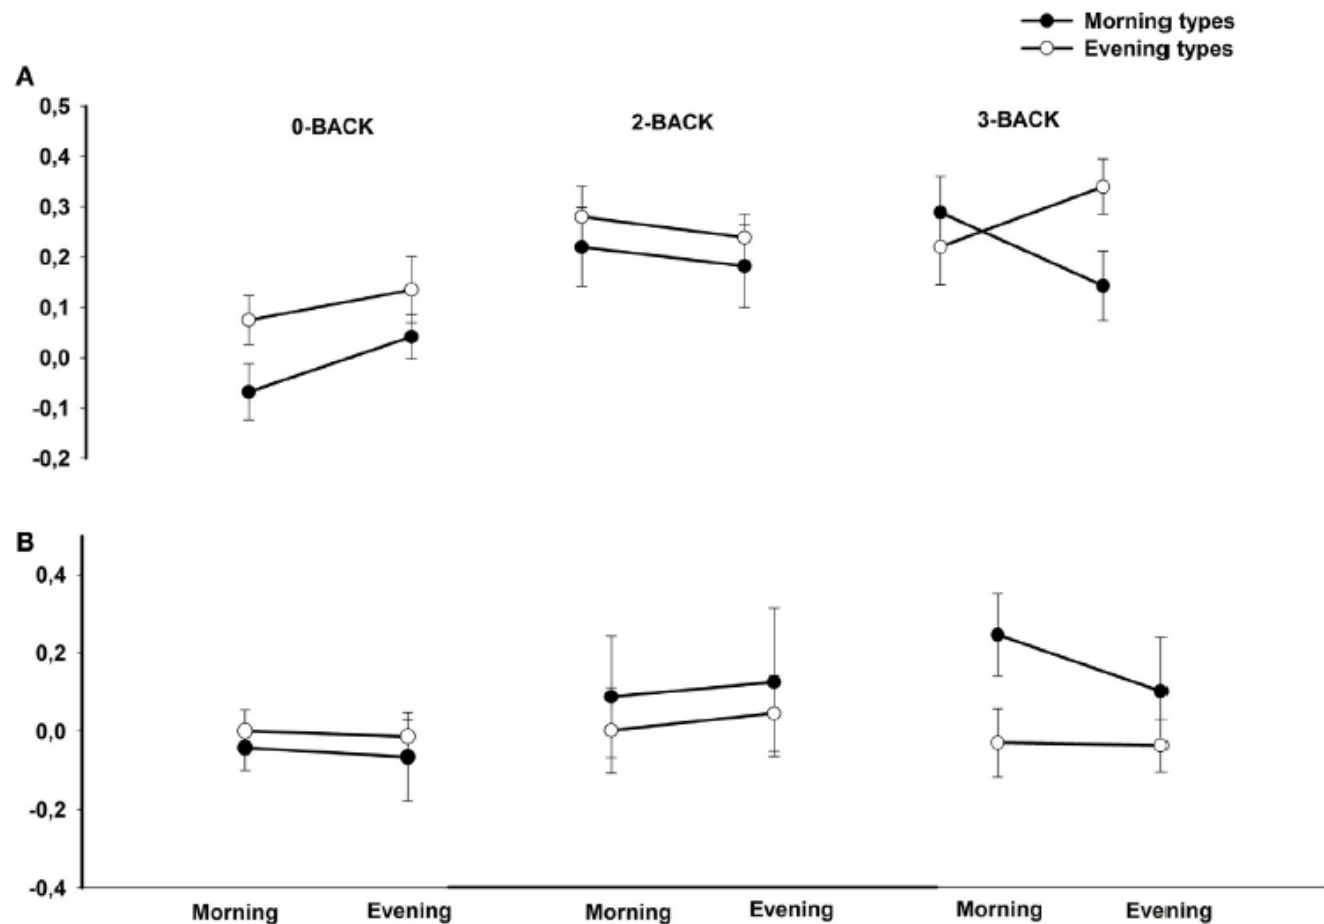 Morning types
Evening types
A
0-BACK 2-BACK 3-BACK
0,5
0,4
0,3
0,2
0,1
0,0
-0,1
-0,2
B
0,4
0,2
0,0
-0,2
-0,4
Morning Evening Morning Evening Morning Evening